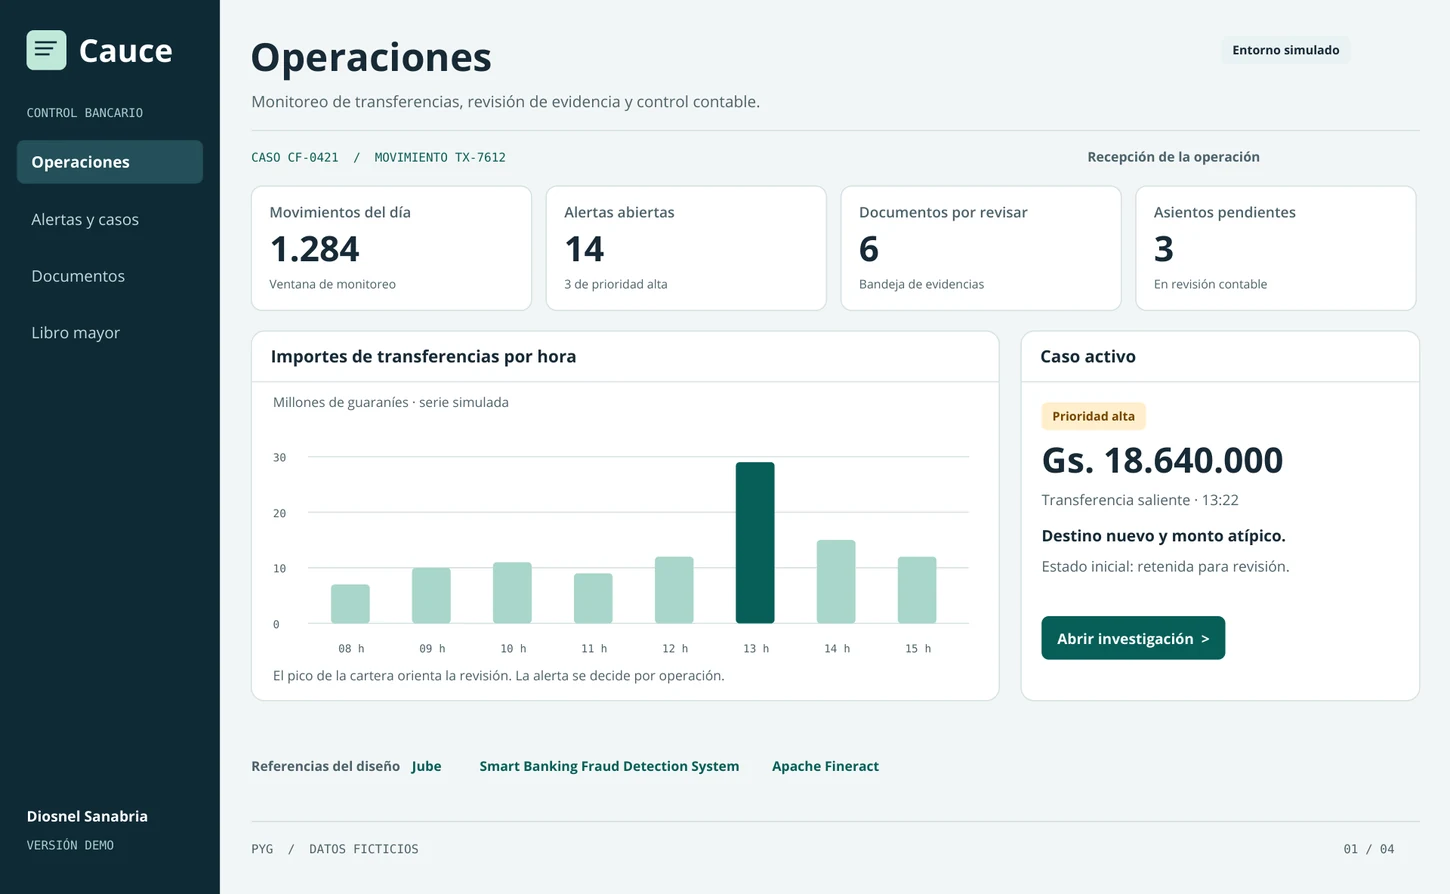 Cauce
CONTROL BANCARIO
Operaciones
Alertas y casos
Documentos
Libro mayor
Diosnel Sanabria
VERSIÓN DEMO
Operaciones
Entorno simulado
Monitoreo de transferencias, revisión de evidencia y control contable.
CASO CF-0421 / MOVIMIENTO TX-7612
Recepción de la operación
Movimientos del día
1.284
Ventana de monitoreo
Alertas abiertas
14
3 de prioridad alta
Documentos por revisar
6
Bandeja de evidencias
Asientos pendientes
3
En revisión contable
Importes de transferencias por hora
Millones de guaraníes · serie simulada
30
20
10
0
08 h 09 h 10 h 11 h 12 h 13 h 14 h 15 h
El pico de la cartera orienta la revisión. La alerta se decide por operación.
Caso activo
Prioridad alta
Gs. 18.640.000
Transferencia saliente · 13:22
Destino nuevo y monto atípico.
Estado inicial: retenida para revisión.
Abrir investigación >
Referencias del diseño Jube Smart Banking Fraud Detection System Apache Fineract
PYG / DATOS FICTICIOS
01 / 04